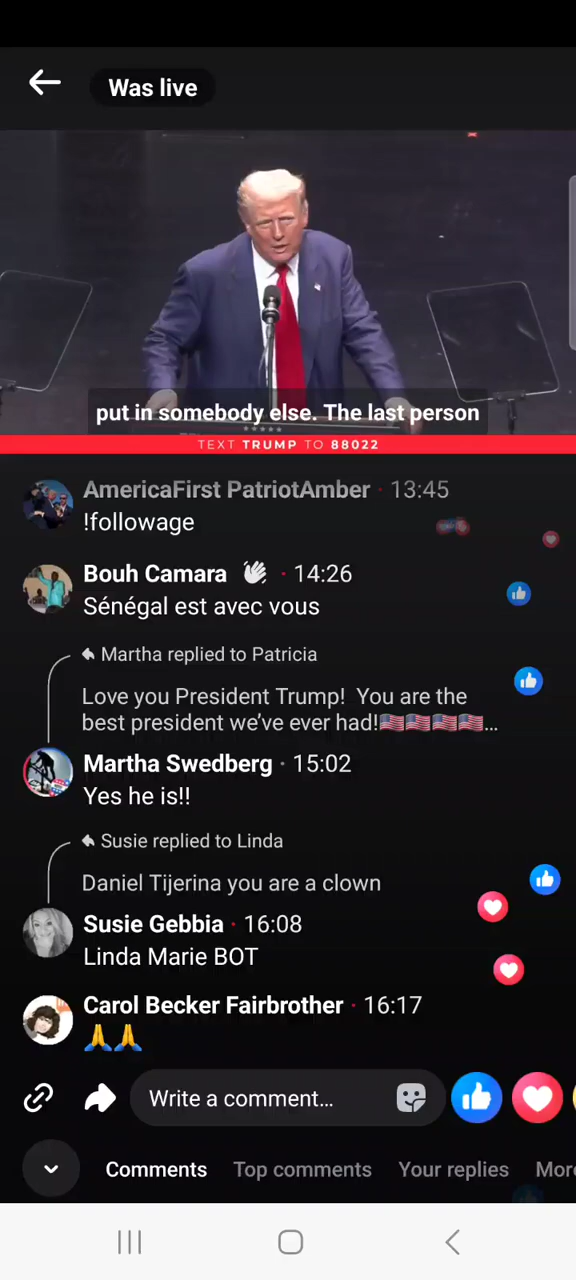 Was live
put in somebody else. The last person
TEXT TRUMP TO 88022
AmericaFirst PatriotAmber · 13:45
!followage
Bouh Camara 👋 · 14:26
Sénégal est avec vous
Martha replied to Patricia
Love you President Trump! You are the
best president we've ever had!🇺🇸🇺🇸🇺🇸🇺🇸...
Martha Swedberg · 15:02
Yes he is!!
Susie replied to Linda
Daniel Tijerina you are a clown
Susie Gebbia · 16:08
Linda Marie BOT
Carol Becker Fairbrother · 16:17
🙏🙏
Write a comment...
Comments Top comments Your replies More